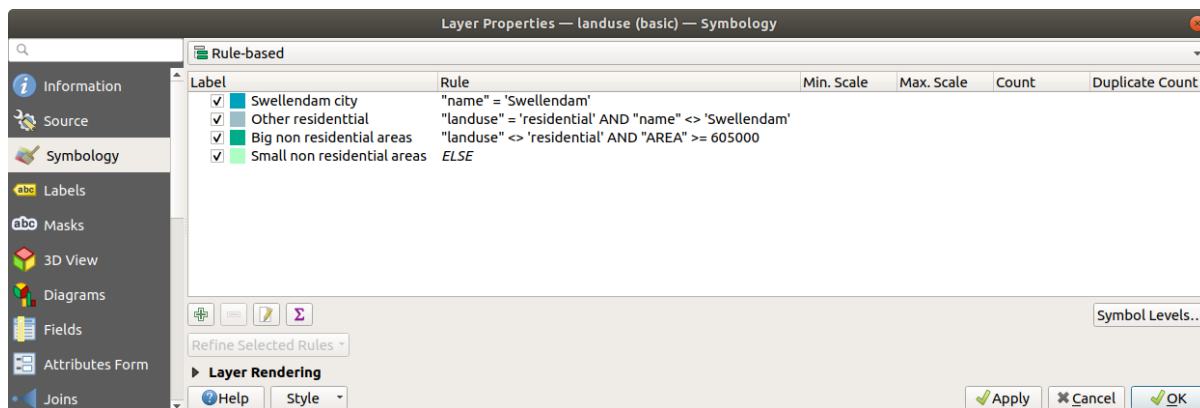 Layer Properties — landuse (basic) — Symbology
Information
Source
Symbology
Labels
Masks
3D View
Diagrams
Fields
Attributes Form
Joins
Rule-based
Label Rule Min. Scale Max. Scale Count Duplicate Count
Swellendam city "name" = 'Swellendam'
Other residenttial "landuse" = 'residential' AND "name" <> 'Swellendam'
Big non residential areas "landuse" <> 'residential' AND "AREA" >= 605000
Small non residential areas ELSE
Symbol Levels...
Refine Selected Rules
Layer Rendering
Help Style Apply Cancel OK